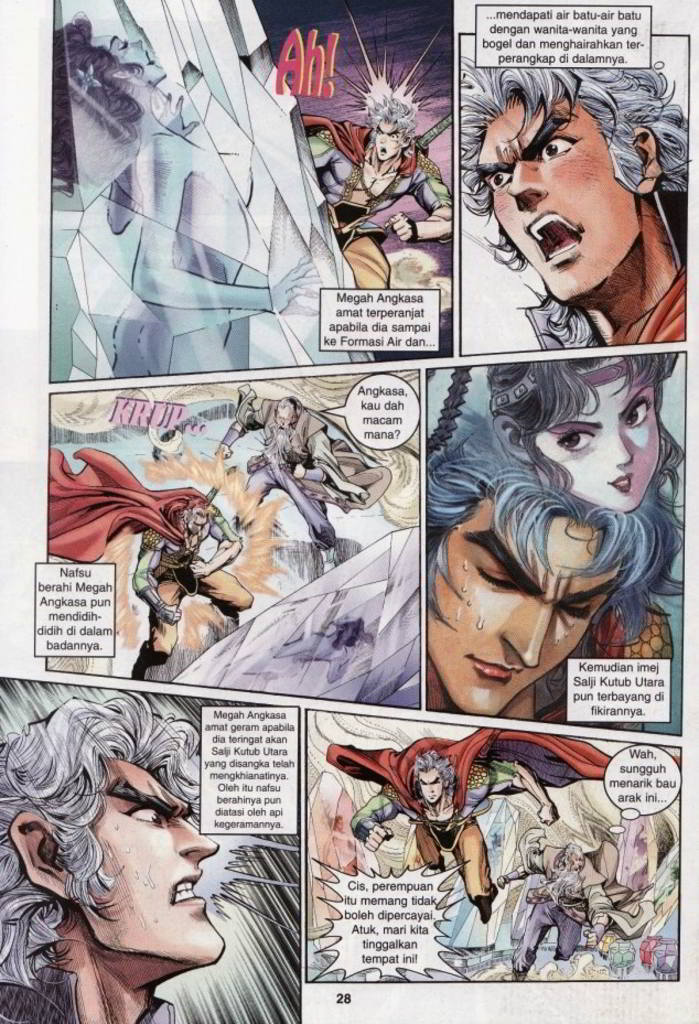 Ah!
Megah Angkasa
amat terperanjat
apabila dia sampai
ke Formasi Air dan...
...mendapati air batu-air batu
dengan wanita-wanita yang
bogel dan menghairahkan ter-
perangkap di dalamnya.
KRUP...
Angkasa,
kau dah
macam
mana?
Nafsu
berahi Megah
Angkasa pun
mendidih-
didih di dalam
badannya.
Kemudian imej
Salji Kutub Utara
pun terbayang di
fikirannya.
Megah Angkasa
amat geram apabila
dia teringat akan
Salji Kutub Utara
yang disangka telah
mengkhianatinya.
Oleh itu nafsu
berahinya pun
diatasi oleh api
kegeramannya.
Wah,
sungguh
menarik bau
arak ini...
Cis, perempuan
itu memang tidak
boleh dipercayai.
Atuk, mari kita
tinggalkan
tempat ini!
28